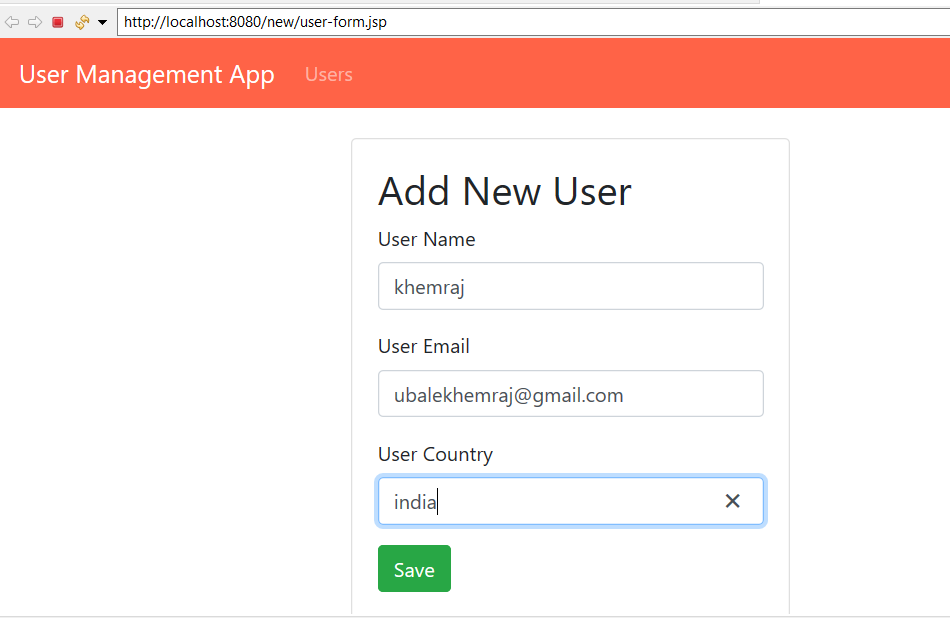 http://localhost:8080/new/user-form.jsp
User Management App Users
Add New User
User Name
khemraj
User Email
ubalekhemraj@gmail.com
User Country
india
Save